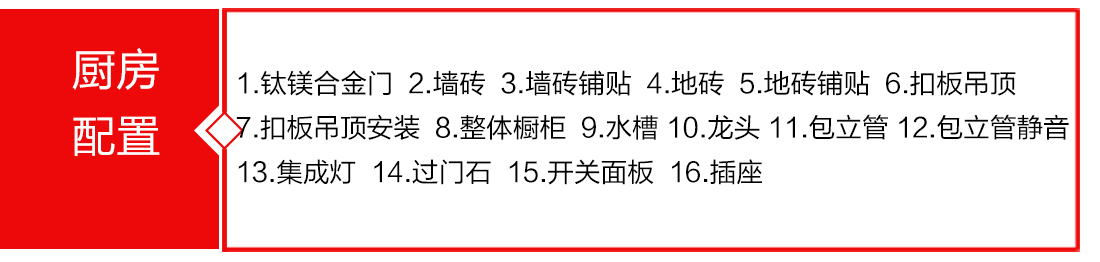 厨房
配置
1.钛镁合金门 2.墙砖 3.墙砖铺贴 4.地砖 5.地砖铺贴 6.扣板吊顶
7.扣板吊顶安装 8.整体橱柜 9.水槽 10.龙头 11.包立管 12.包立管静音
13.集成灯 14.过门石 15.开关面板 16.插座